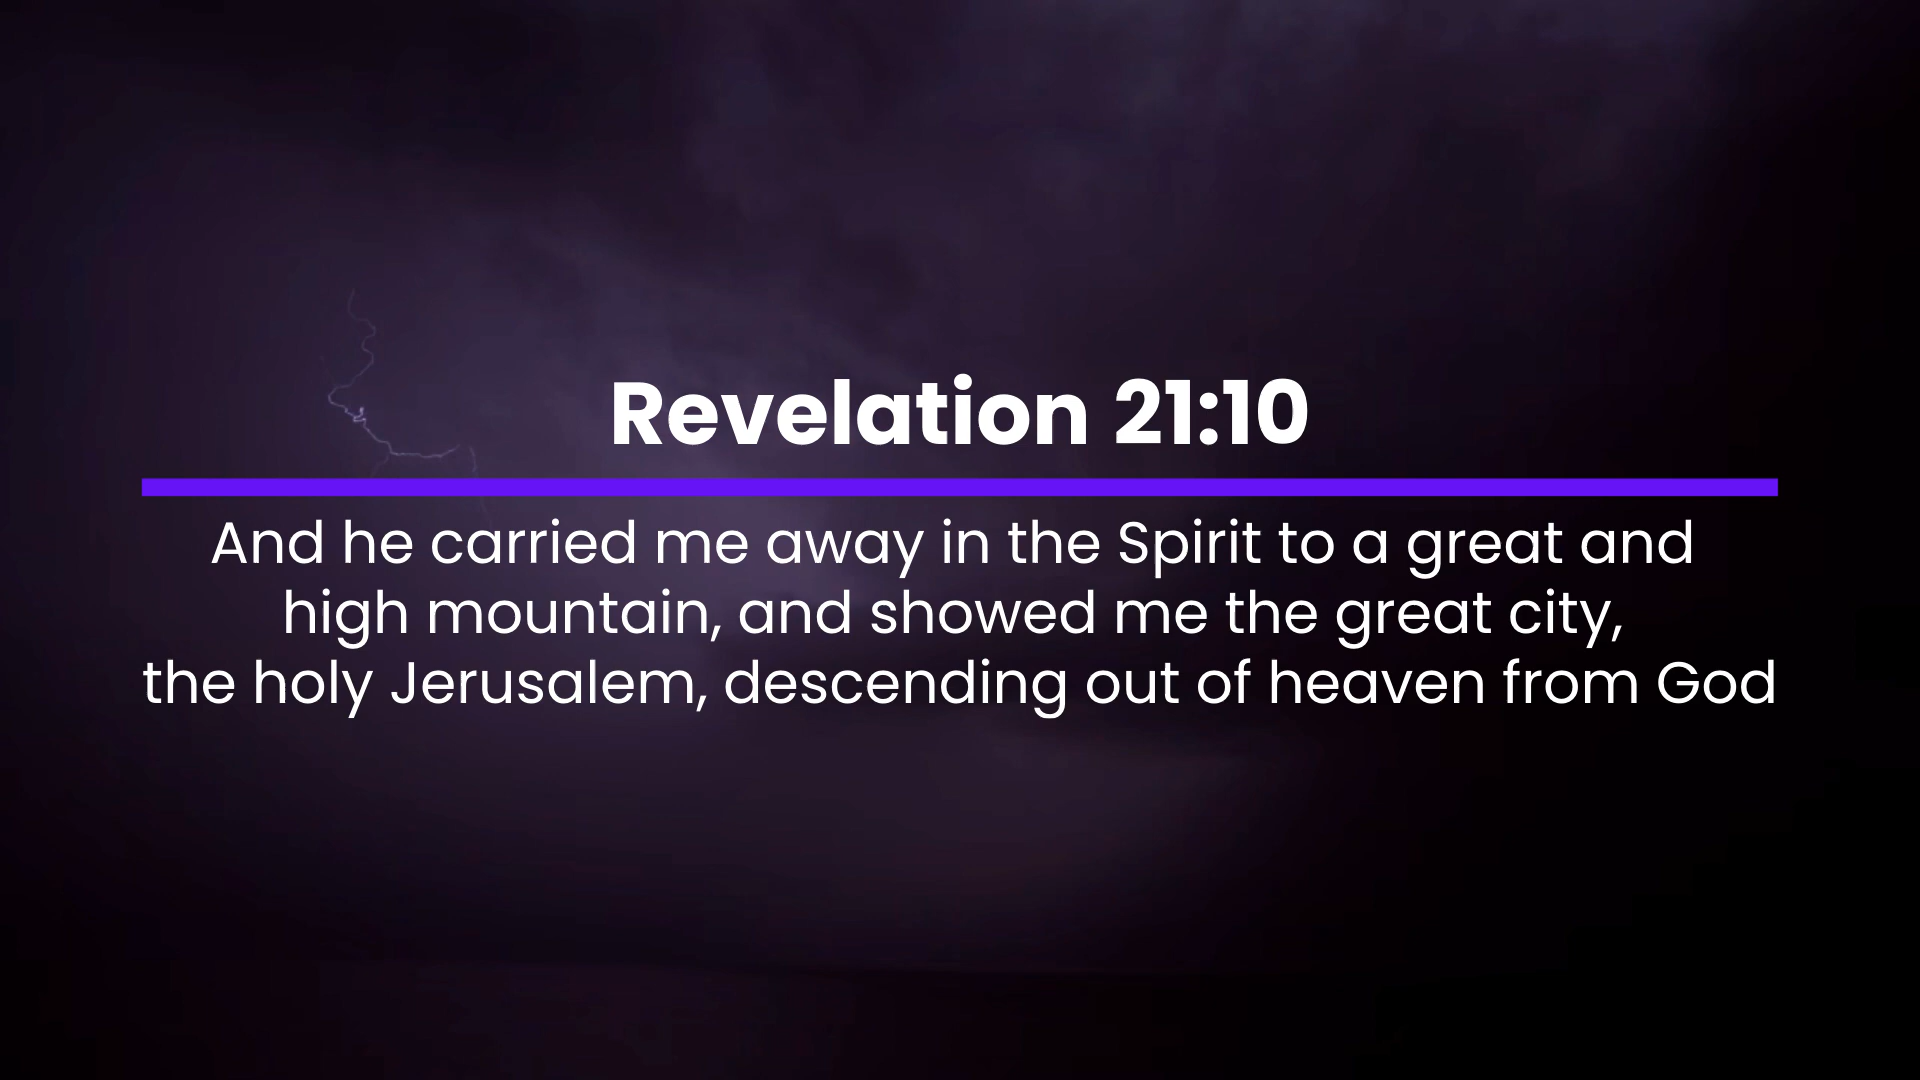 Revelation 21:10
And he carried me away in the Spirit to a great and
high mountain, and showed me the great city,
the holy Jerusalem, descending out of heaven from God